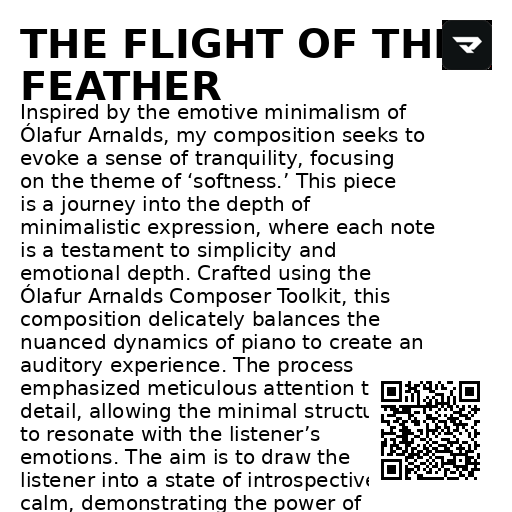 THE FLIGHT OF THE
FEATHER
Inspired by the emotive minimalism of
Ólafur Arnalds, my composition seeks to
evoke a sense of tranquility, focusing
on the theme of ‘softness.’ This piece
is a journey into the depth of
minimalistic expression, where each note
is a testament to simplicity and
emotional depth. Crafted using the
Ólafur Arnalds Composer Toolkit, this
composition delicately balances the
nuanced dynamics of piano to create an
auditory experience. The process
emphasized meticulous attention t
detail, allowing the minimal structu
to resonate with the listener’s
emotions. The aim is to draw the
listener into a state of introspective
calm, demonstrating the power of